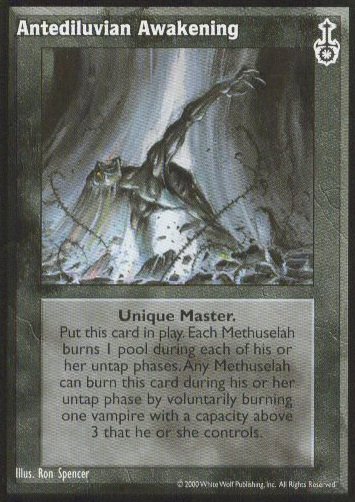 Antediluvian Awakening
Unique Master.
Put this card in play. Each Methuselah
burns 1 pool during each of his or
her untap phases. Any Methuselah
can burn this card during his or her
untap phase by voluntarily burning
one vampire with a capacity above
3 that he or she controls.
Illus. Ron Spencer
© 2000 White Wolf Publishing, Inc. All Rights Reserved.